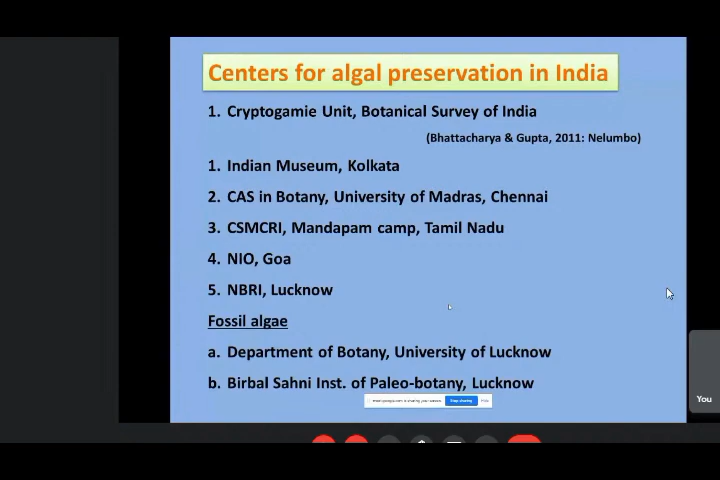 Centers for algal preservation in India
1. Cryptogamie Unit, Botanical Survey of India
(Bhattacharya & Gupta, 2011: Nelumbo)
1. Indian Museum, Kolkata
2. CAS in Botany, University of Madras, Chennai
3. CSMCRI, Mandapam camp, Tamil Nadu
4. NIO, Goa
5. NBRI, Lucknow
Fossil algae
a. Department of Botany, University of Lucknow
b. Birbal Sahni Inst. of Paleo-botany, Lucknow
Stop sharing
Hide
You